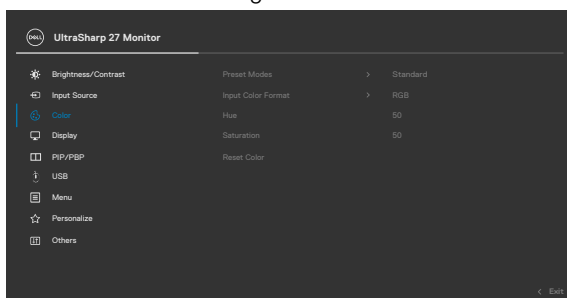 DELL UltraSharp 27 Monitor
Brightness/Contrast Preset Modes > Standard
Input Source Input Color Format > RGB
Color Hue 50
Display Saturation 50
PIP/PBP Reset Color
USB
Menu
Personalize
Others
< Exit